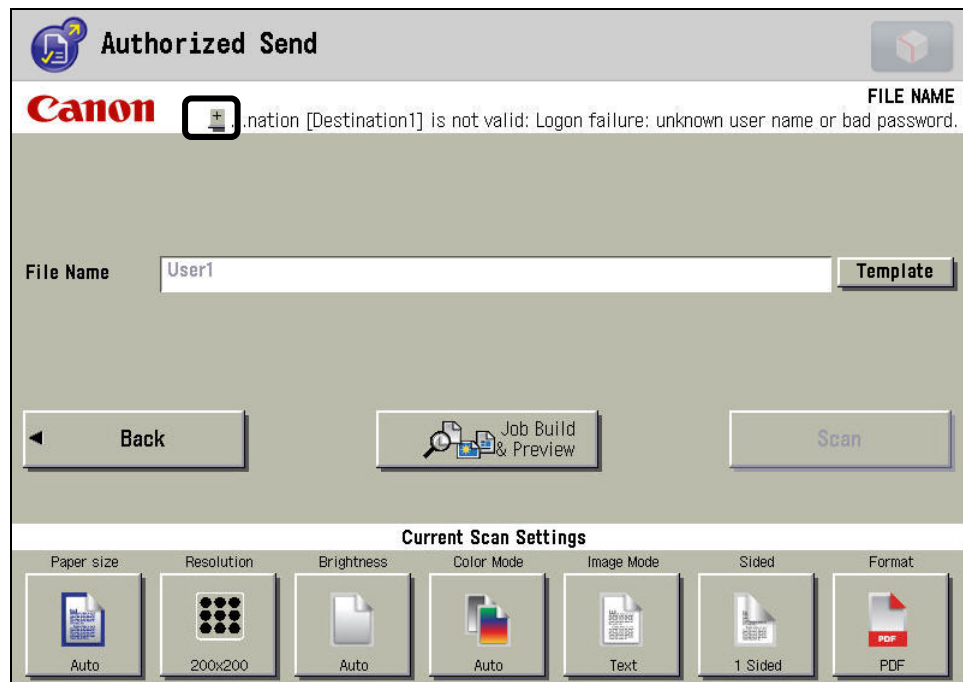 Authorized Send
Canon
FILE NAME
+ ...nation [Destination1] is not valid: Logon failure: unknown user name or bad password.
File Name User1 Template
Back Job Build
& Preview Scan
Current Scan Settings
Paper size Resolution Brightness Color Mode Image Mode Sided Format
PDF
Auto 200x200 Auto Auto Text 1 Sided PDF